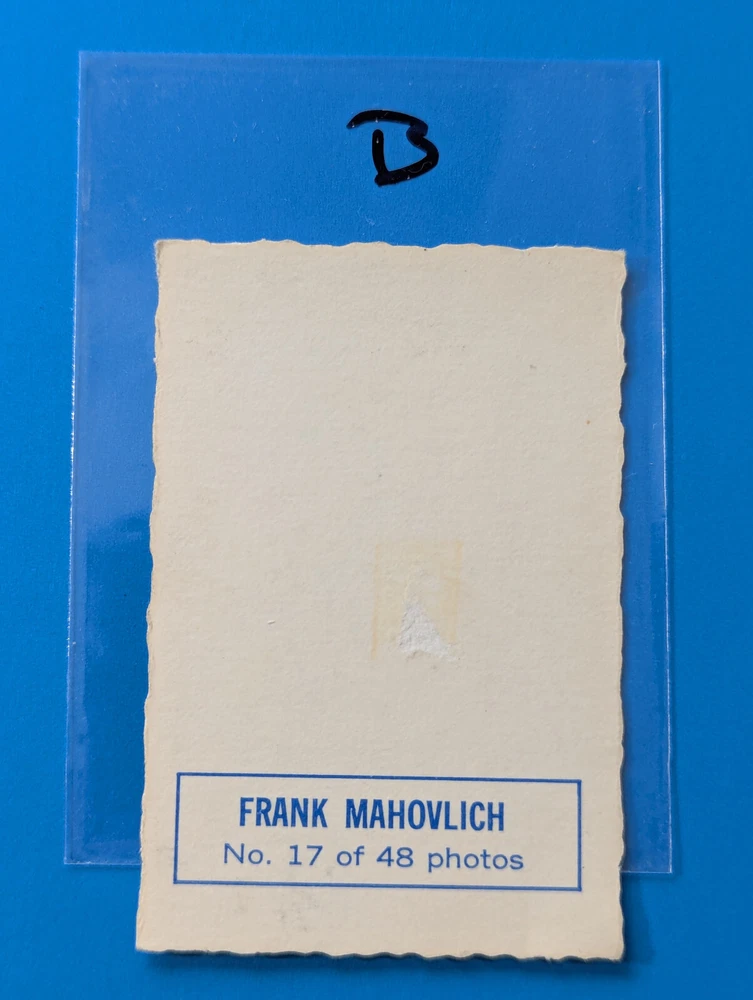 B
FRANK MAHOVLICH
No. 17 of 48 photos